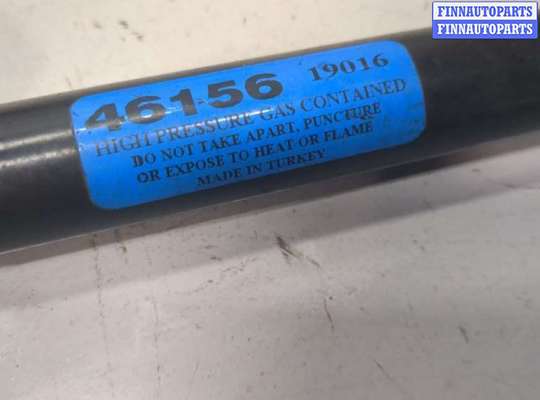 FINNAUTOPARTS
FINNAUTOPARTS
46156 19016
HIGH PRESSURE GAS CONTAINED
DO NOT TAKE APART, PUNCTURE
OR EXPOSE TO HEAT OR FLAME
MADE IN TURKEY